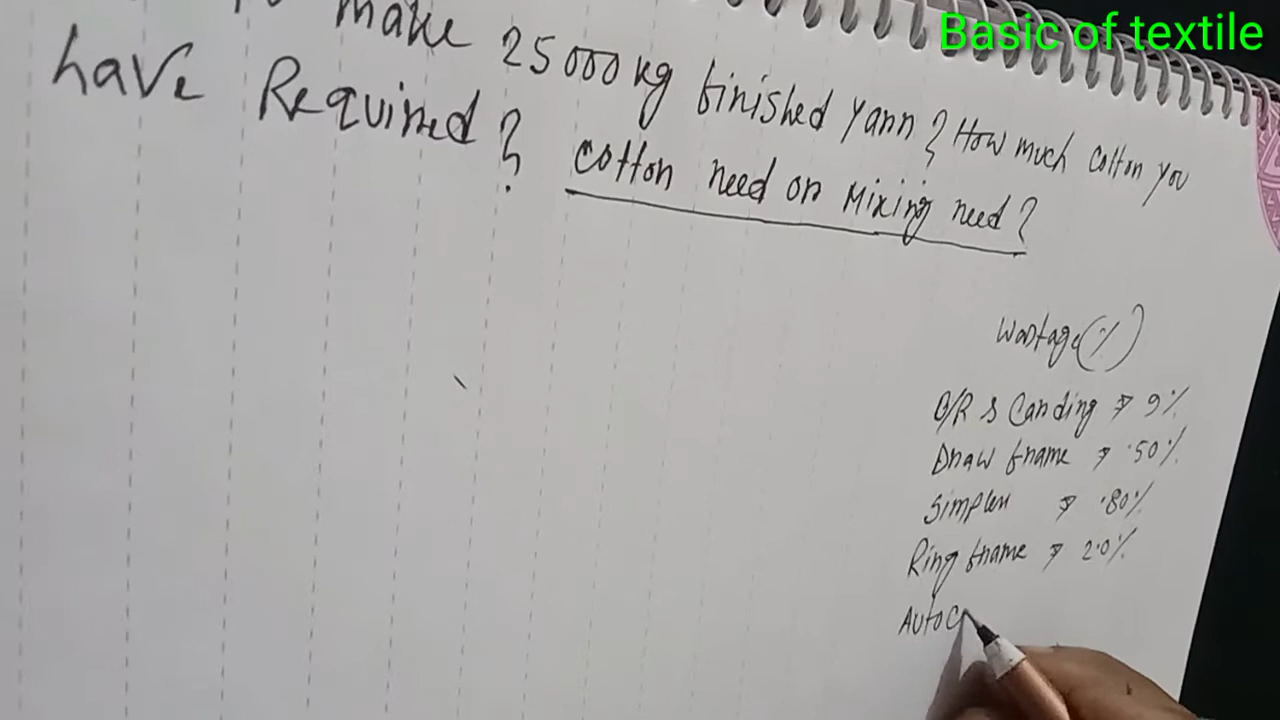 Basic of textile
make 25000 kg finished yarn? How much cotton you
have Required? cotton need or Mixing need?
Wastage(%)
B/R & Carding → 9%
Draw frame → .50%
Simplex → .80%
Ring frame → 2.0%
Autoc